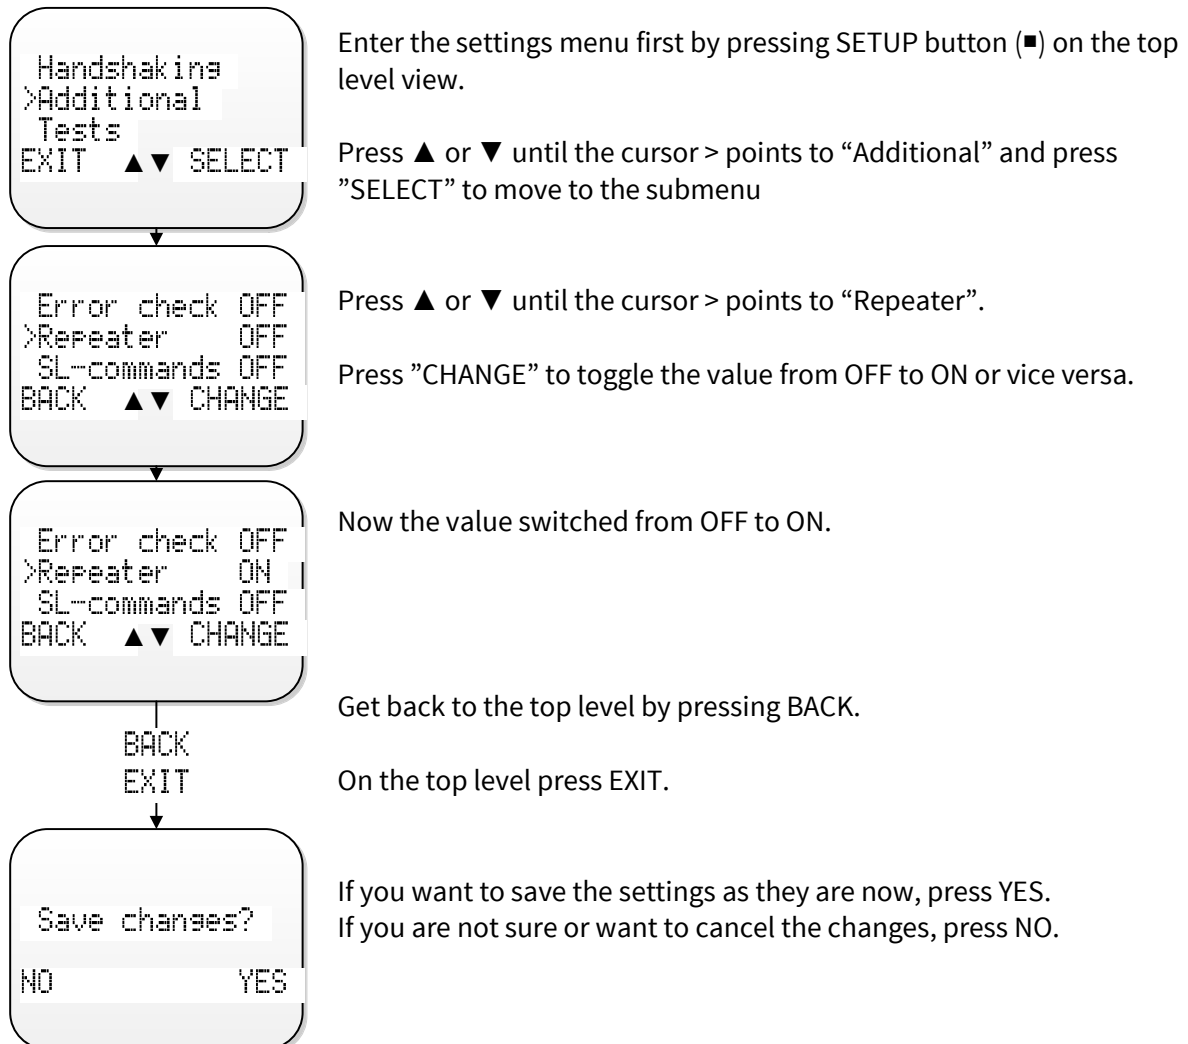 Handshaking
>Additional
Tests
EXIT ▲▼ SELECT
Enter the settings menu first by pressing SETUP button (■) on the top
level view.
Press ▲ or ▼ until the cursor > points to “Additional” and press
”SELECT” to move to the submenu
Error check OFF
>Repeater OFF
SL-commands OFF
BACK ▲▼ CHANGE
Press ▲ or ▼ until the cursor > points to “Repeater”.
Press ”CHANGE” to toggle the value from OFF to ON or vice versa.
Error check OFF
>Repeater ON
SL-commands OFF
BACK ▲▼ CHANGE
Now the value switched from OFF to ON.
BACK
EXIT
Get back to the top level by pressing BACK.
On the top level press EXIT.
Save changes?
NO YES
If you want to save the settings as they are now, press YES.
If you are not sure or want to cancel the changes, press NO.